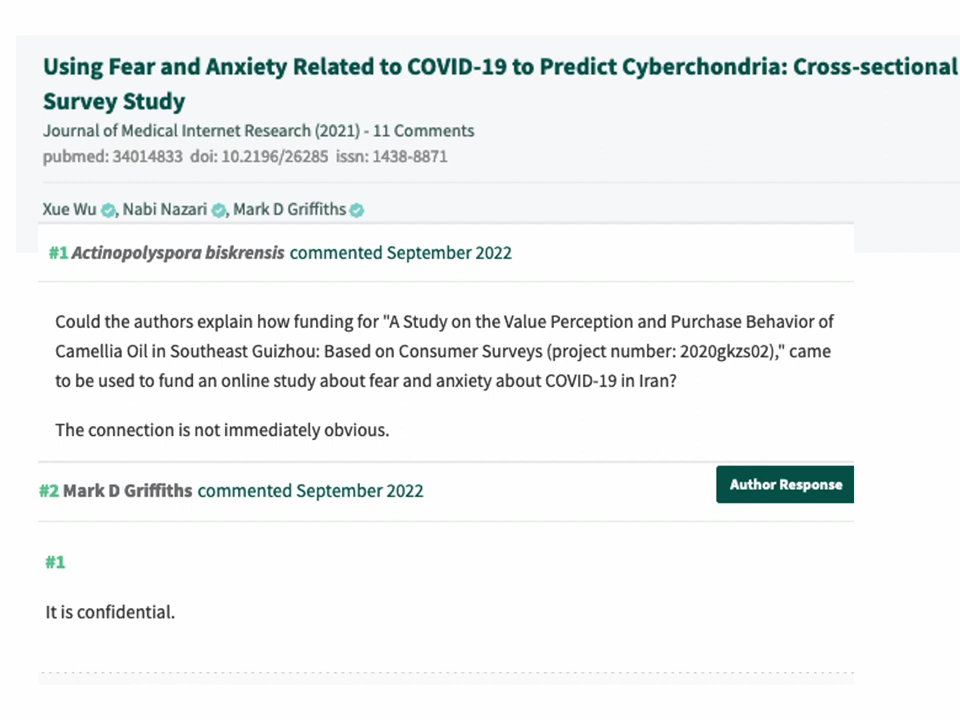 Using Fear and Anxiety Related to COVID-19 to Predict Cyberchondria: Cross-sectional
Survey Study
Journal of Medical Internet Research (2021) - 11 Comments
pubmed: 34014833 doi: 10.2196/26285 issn: 1438-8871
Xue Wu, Nabi Nazari, Mark D Griffiths
#1 Actinopolyspora biskrensis commented September 2022
Could the authors explain how funding for "A Study on the Value Perception and Purchase Behavior of
Camellia Oil in Southeast Guizhou: Based on Consumer Surveys (project number: 2020gkzs02)," came
to be used to fund an online study about fear and anxiety about COVID-19 in Iran?
The connection is not immediately obvious.
#2 Mark D Griffiths commented September 2022
Author Response
#1
It is confidential.